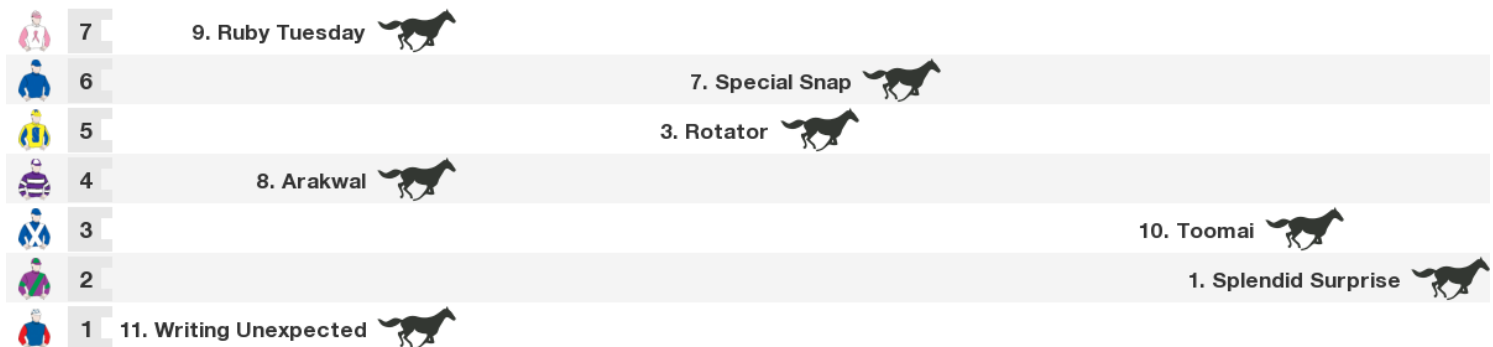 7 9. Ruby Tuesday
6 7. Special Snap
5 3. Rotator
4 8. Arakwal
3 10. Toomai
2 1. Splendid Surprise
1 11. Writing Unexpected